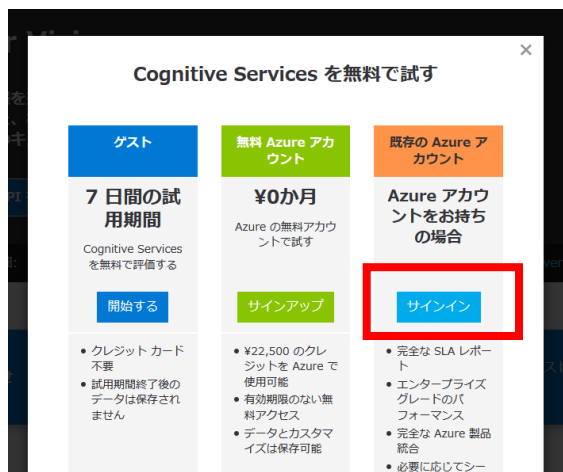 Cognitive Services を無料で試す
ゲスト
7 日間の試
用期間
Cognitive Services
を無料で評価する
開始する
• クレジット カード
不要
• 試用期間終了後の
データは保存され
ません
無料 Azure アカ
ウント
¥0か月
Azure の無料アカウ
ントで試す
サインアップ
• ¥22,500 のクレ
ジットを Azure で
使用可能
• 有効期限のない無
料アクセス
• データとカスタマ
イズは保存可能
既存の Azure ア
カウント
Azure アカウ
ントをお持ち
の場合
サインイン
• 完全な SLA レポー
ト
• エンタープライズ
グレードのパ
フォーマンス
• 完全な Azure 製品
統合
• 必要に応じてシー